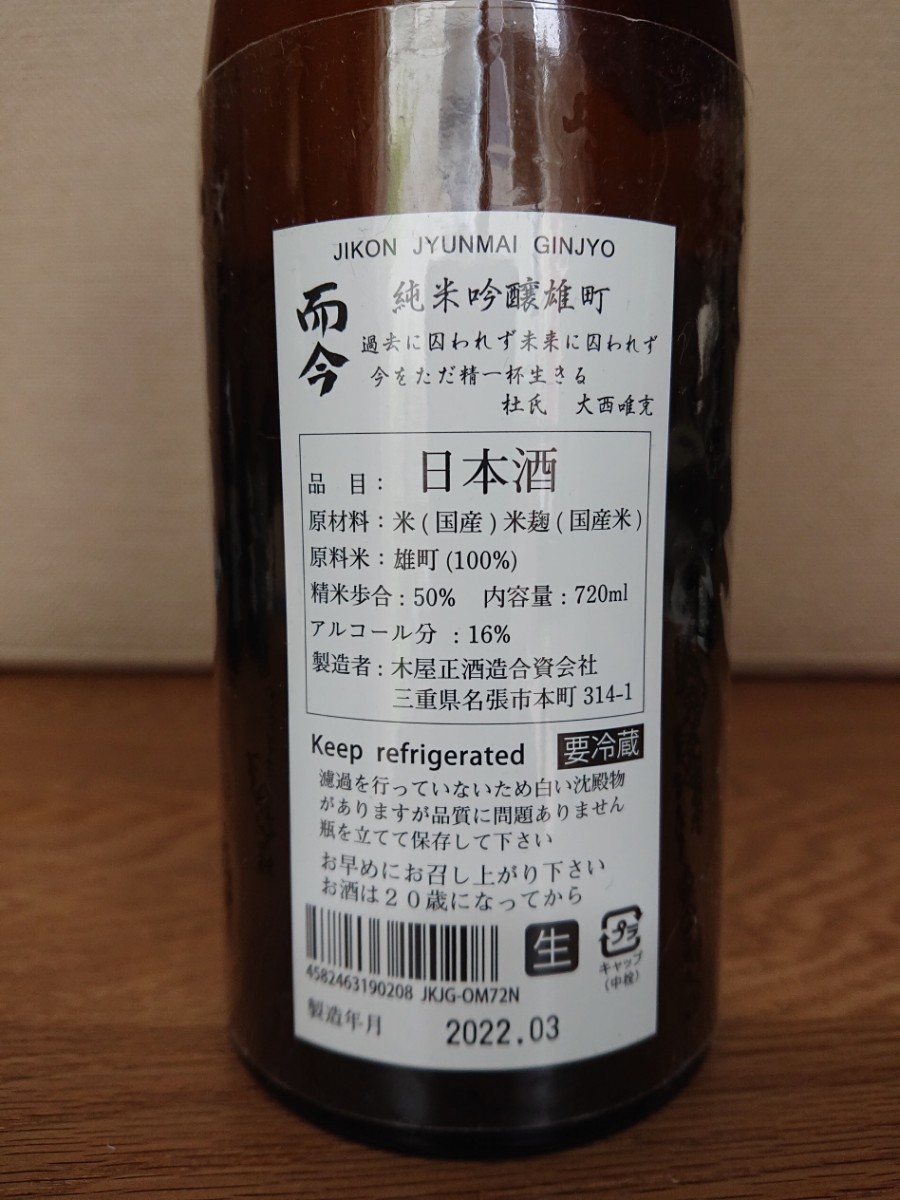 JIKON JYUNMAI GINJYO
而今
純米吟醸雄町
過去に囚われず未来に囚われず
今をただ精一杯生きる
杜氏 大西唯克
品 目: 日本酒
原材料:米(国産)米麹(国産米)
原料米:雄町(100%)
精米歩合:50% 内容量:720ml
アルコール分 :16%
製造者:木屋正酒造合資会社
三重県名張市本町 314-1
Keep refrigerated 要冷蔵
濾過を行っていないため白い沈殿物
がありますが品質に問題ありません
瓶を立てて保存して下さい
お早めにお召し上がり下さい
お酒は20歳になってから
生
プラ
キャップ
(中栓)
4582463190208 JKJG-OM72N
製造年月 2022.03